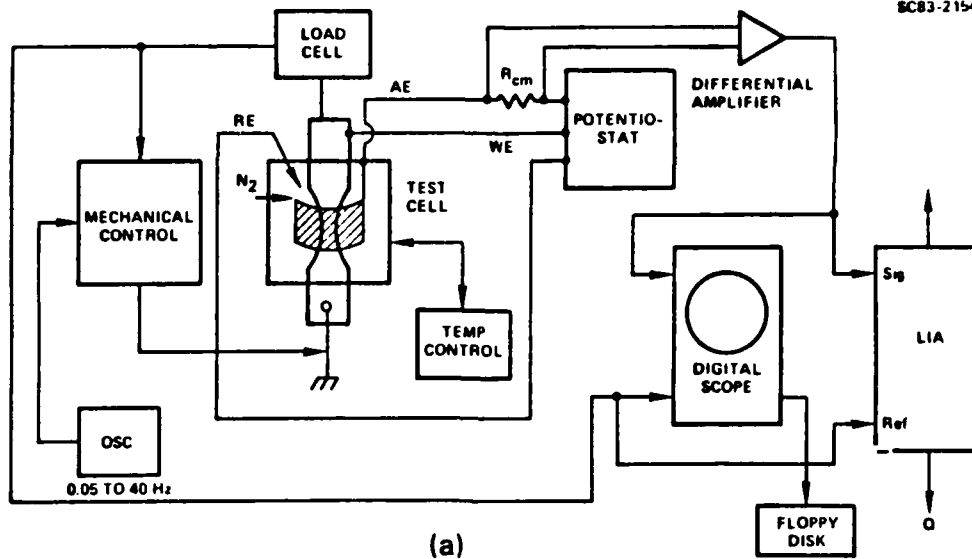 SC83-2154
LOAD
CELL
AE
Rcm
DIFFERENTIAL
AMPLIFIER
POTENTIO-
STAT
RE
WE
N2
TEST
CELL
MECHANICAL
CONTROL
Sig
LIA
TEMP
CONTROL
DIGITAL
SCOPE
Ref
OSC
0.05 TO 40 Hz
FLOPPY
DISK
Q
(a)